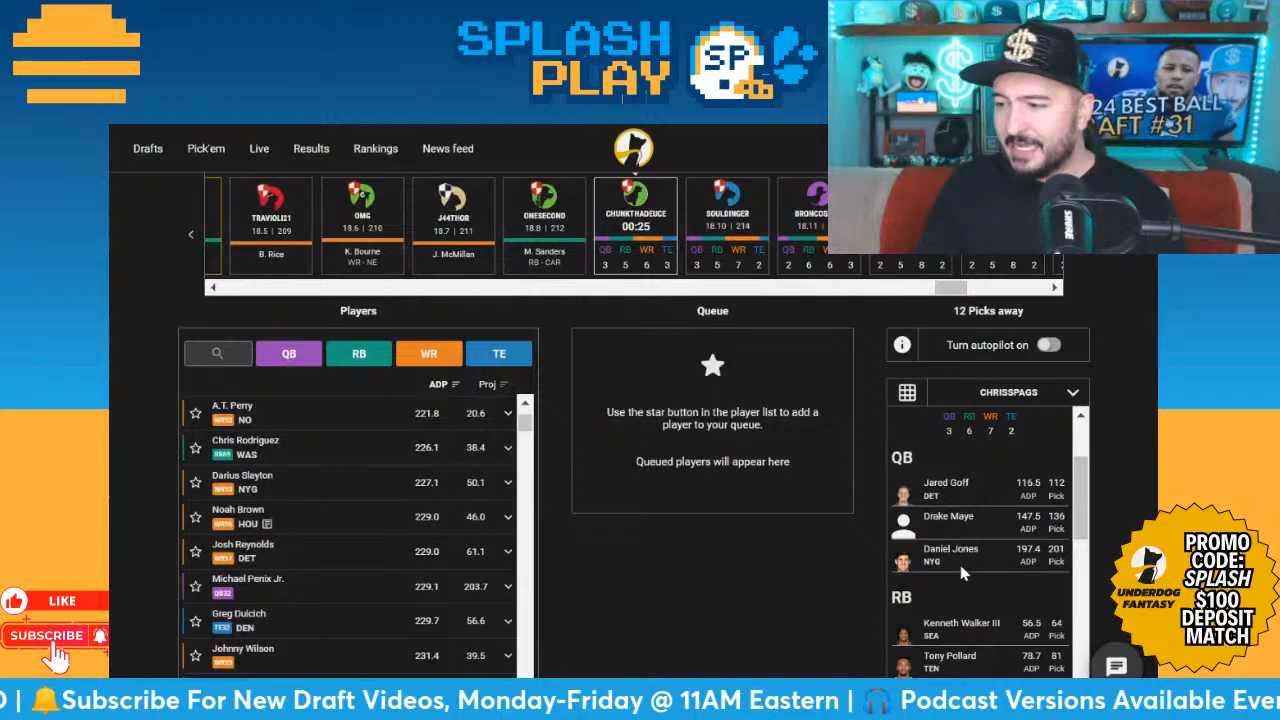 SPLASH
PLAY
SP
24 BEST BALL
AFT #31
SHURE
Drafts
Pick'em
Live
Results
Rankings
News feed
TRAVIOLI21
18.5 | 209
B. Rice
OMG
18.6 | 210
K. Bourne
WR - NE
J44THOR
18.7 | 211
J. McMillan
ONESECOND
18.8 | 212
M. Sanders
RB - CAR
CHUNKTHADEUCE
00:25
QB RB WR TE
3 5 6 3
SOULDINGER
18.10 | 214
QB RB WR TE
3 5 7 2
BRONCOS
18.11 |
QB RB WR TE
2 6 6 3
2 5 8 2
2 5 8 2
Players
Queue
12 Picks away
QB
RB
WR
TE
ADP
Proj
A.T. Perry
NO
221.8
20.6
Chris Rodriguez
RB69 WAS
226.1
38.4
Darius Slayton
NYG
227.1
50.1
Noah Brown
WR96 HOU
229.0
46.0
Josh Reynolds
WR97 DET
229.0
61.1
Michael Penix Jr.
QB32
229.1
203.7
Greg Dulcich
TE32 DEN
229.7
56.6
Johnny Wilson
231.4
39.5
Use the star button in the player list to add a
player to your queue.
Queued players will appear here
Turn autopilot on
CHRISSPAGS
QB RB WR TE
3 6 7 2
QB
Jared Goff
DET
116.5 112
ADP Pick
Drake Maye
147.5 136
ADP Pick
Daniel Jones
NYG
197.4 201
ADP Pick
RB
Kenneth Walker III
SEA
56.5 64
ADP Pick
Tony Pollard
TEN
78.7 81
ADP Pick
LIKE
SUBSCRIBE
UNDERDOG
FANTASY
PROMO
CODE:
SPLASH
$100
DEPOSIT
MATCH
| 🔔Subscribe For New Draft Videos, Monday-Friday @ 11AM Eastern | 🎧 Podcast Versions Available Eve